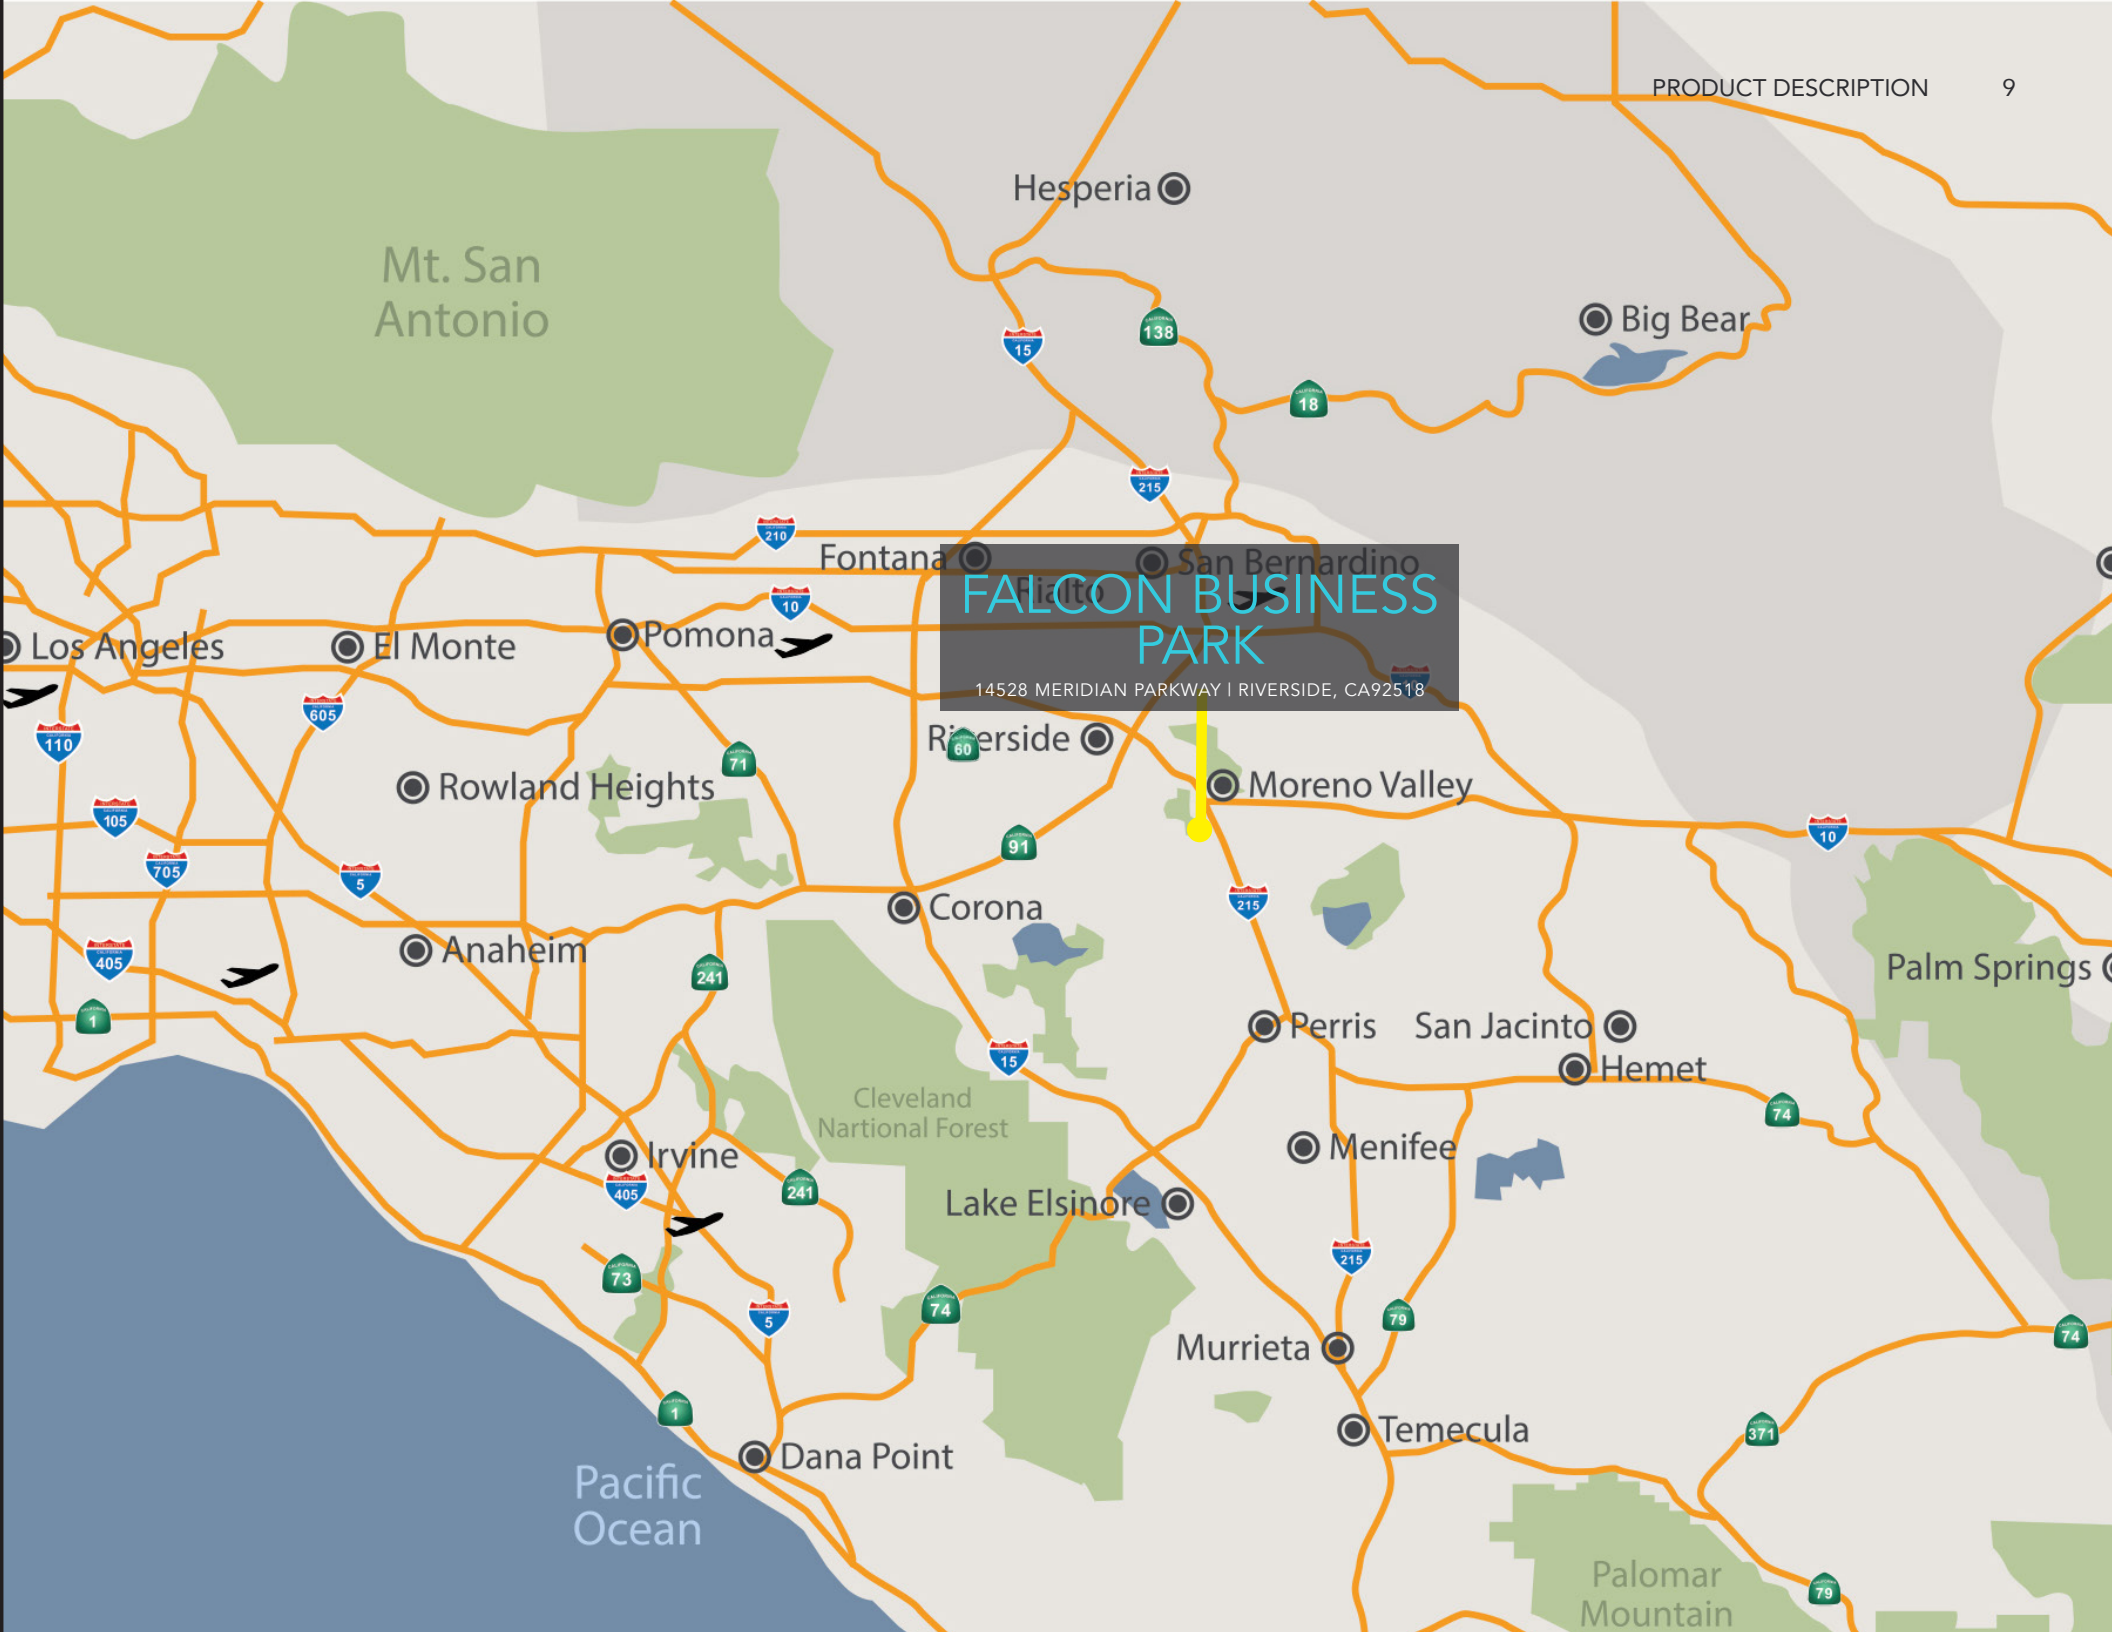 PRODUCT DESCRIPTION 9
Hesperia
Mt. San
Antonio
Big Bear
138
15
18
215
210
Fontana
San Bernardino
Rialto
FALCON BUSINESS
PARK
10
Los Angeles
El Monte
Pomona
14528 MERIDIAN PARKWAY | RIVERSIDE, CA92518
10
605
110
Riverside
60
71
Rowland Heights
Moreno Valley
105
91
10
705
5
215
Corona
Anaheim
405
241
Palm Springs
1
Perris
San Jacinto
15
Hemet
Cleveland
Nartional Forest
74
Irvine
Menifee
405
241
Lake Elsinore
215
73
74
5
79
74
Murrieta
1
Temecula
371
Dana Point
Pacific
Ocean
Palomar
Mountain
79